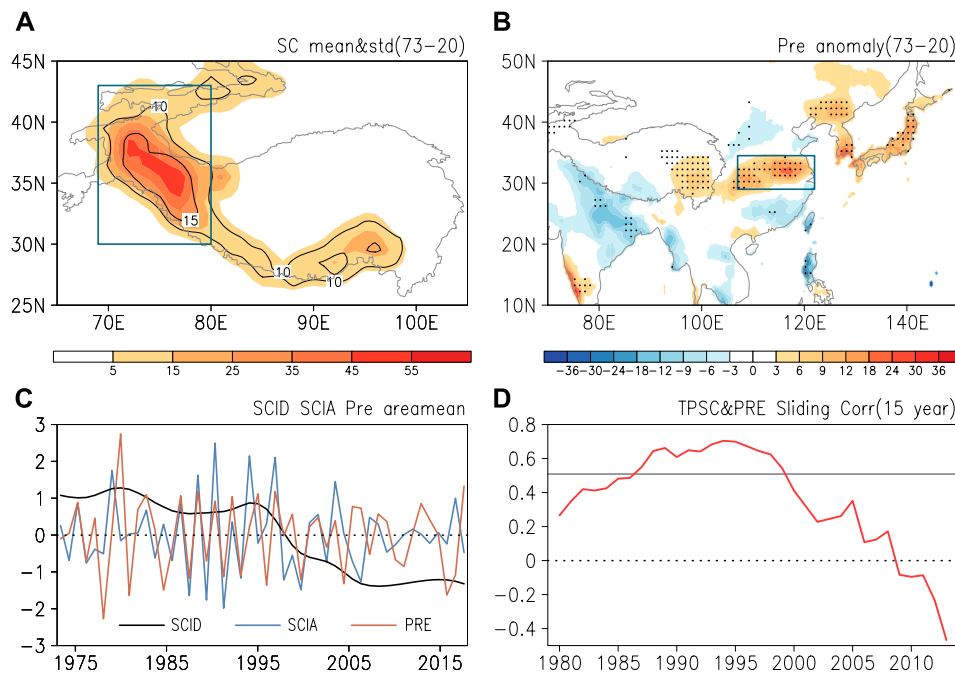 A
SC mean&std(73-20)
45N
40N
35N
30N
25N
10
15
10
10
70E 80E 90E 100E
5 15 25 35 45 55
B
Pre anomaly(73-20)
50N
40N
30N
20N
10N
80E 100E 120E 140E
-36 -30 -24 -18 -12 -9 -6 -3 0 3 6 9 12 18 24 30 36
C
SCID SCIA Pre areamean
3
2
1
0
-1
-2
-3
SCID SCIA PRE
1975 1985 1995 2005 2015
D
TPSC&PRE Sliding Corr(15 year)
0.8
0.6
0.4
0.2
0
-0.2
-0.4
1980 1985 1990 1995 2000 2005 2010